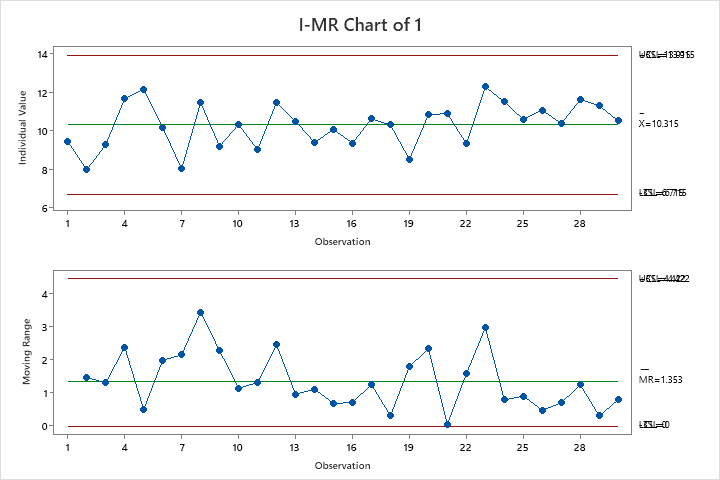 I-MR Chart of 1
14
12
10
8
6
Individual Value
X=10.315
1 4 7 10 13 16 19 22 25 28
Observation
4
3
2
1
0
Moving Range
MR=1.353
1 4 7 10 13 16 19 22 25 28
Observation